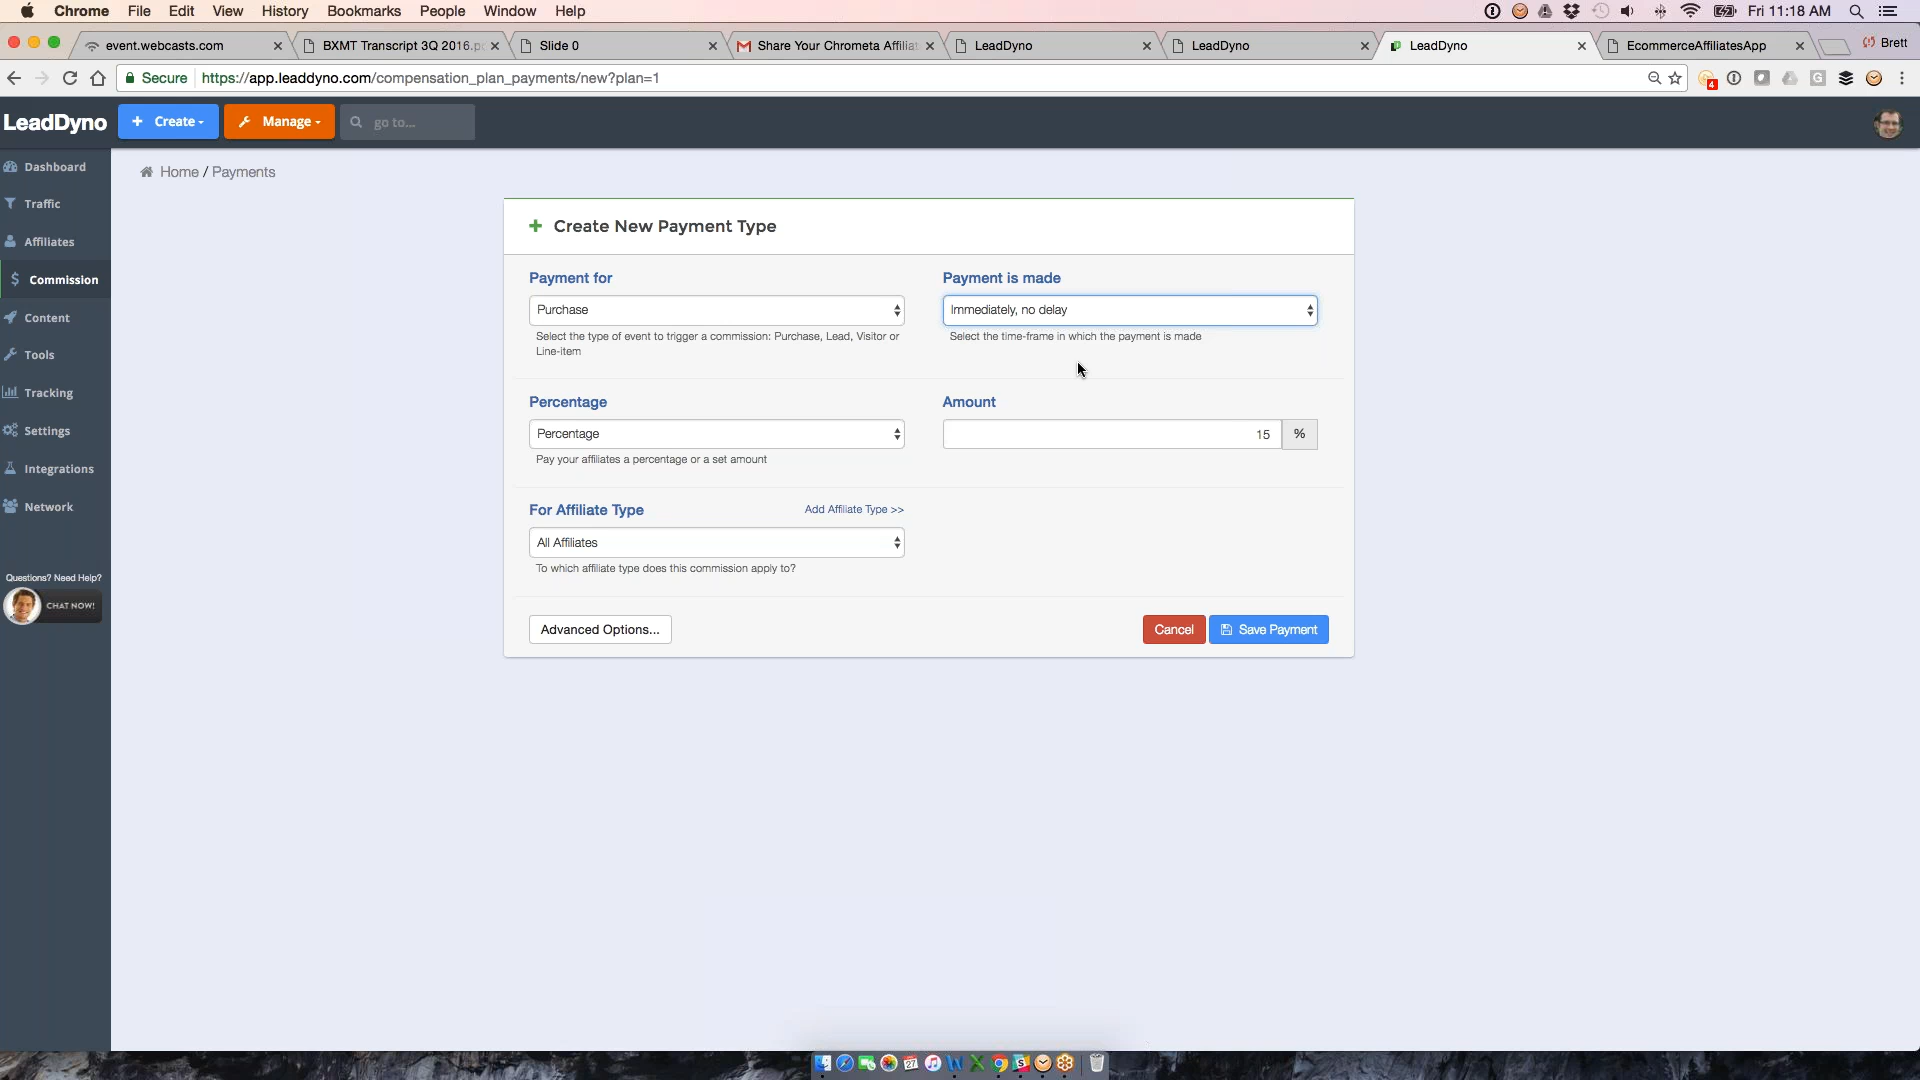 Chrome File Edit View History Bookmarks People Window Help Fri 11:18 AM
event.webcasts.com BXMT Transcript 3Q 2016.p Slide 0 Share Your Chrometa Affilia LeadDyno LeadDyno LeadDyno EcommerceAffiliatesApp Brett
Secure https://app.leaddyno.com/compensation_plan_payments/new?plan=1 4
LeadDyno + Create Manage go to...
Dashboard
Home / Payments
Traffic
Affiliates
Commission
Content
Tools
Tracking
Settings
Integrations
Network
Questions? Need Help?
CHAT NOW!
+ Create New Payment Type
Payment for Payment is made
Purchase Immediately, no delay
Select the type of event to trigger a commission: Purchase, Lead, Visitor or Line-item
Select the time-frame in which the payment is made
Percentage Amount
Percentage 15 %
Pay your affiliates a percentage or a set amount
For Affiliate Type Add Affiliate Type >>
All Affiliates
To which affiliate type does this commission apply to?
Advanced Options... Cancel Save Payment